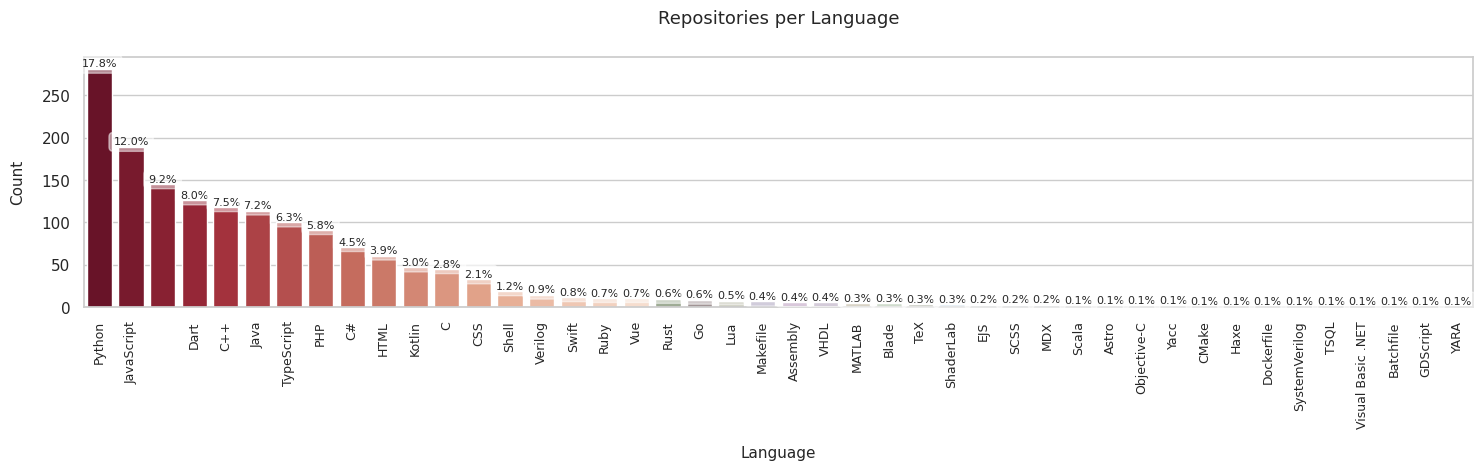 Repositories per Language
Count
250
200
150
100
50
0
17.8%
12.0%
9.2%
8.0%
7.5%
7.2%
6.3%
5.8%
4.5%
3.9%
3.0%
2.8%
2.1%
1.2%
0.9%
0.8%
0.7%
0.7%
0.6%
0.6%
0.5%
0.4%
0.4%
0.4%
0.3%
0.3%
0.3%
0.3%
0.2%
0.2%
0.2%
0.1%
0.1%
0.1%
0.1%
0.1%
0.1%
0.1%
0.1%
0.1%
0.1%
0.1%
0.1%
0.1%
Python
JavaScript
Dart
C++
Java
TypeScript
PHP
C#
HTML
Kotlin
C
CSS
Shell
Verilog
Swift
Ruby
Vue
Rust
Go
Lua
Makefile
Assembly
VHDL
MATLAB
Blade
TeX
ShaderLab
EJS
SCSS
MDX
Scala
Astro
Objective-C
Yacc
CMake
Haxe
Dockerfile
SystemVerilog
TSQL
Visual Basic .NET
Batchfile
GDScript
YARA
Language